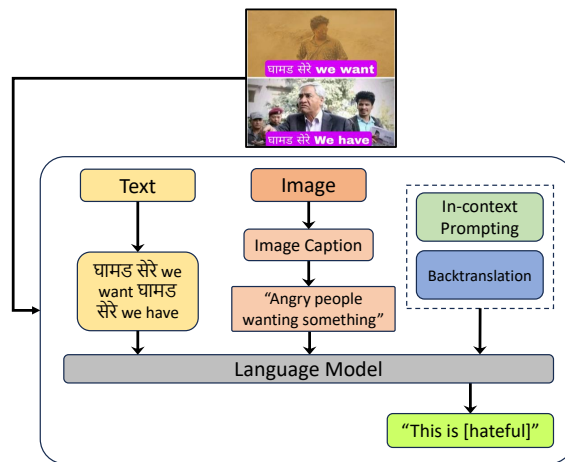 घामड सेरे we want
घामड सेरे We have
Text
Image
In-context
Prompting
Image Caption
Backtranslation
घामड सेरे we
want घामड
सेरे we have
“Angry people
wanting something”
Language Model
“This is [hateful]”